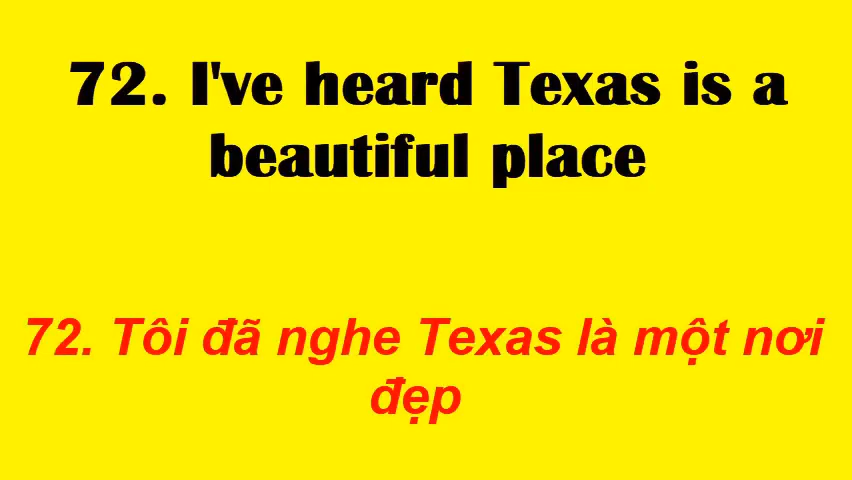 72. I've heard Texas is a
beautiful place
72. Tôi đã nghe Texas là một nơi
đẹp